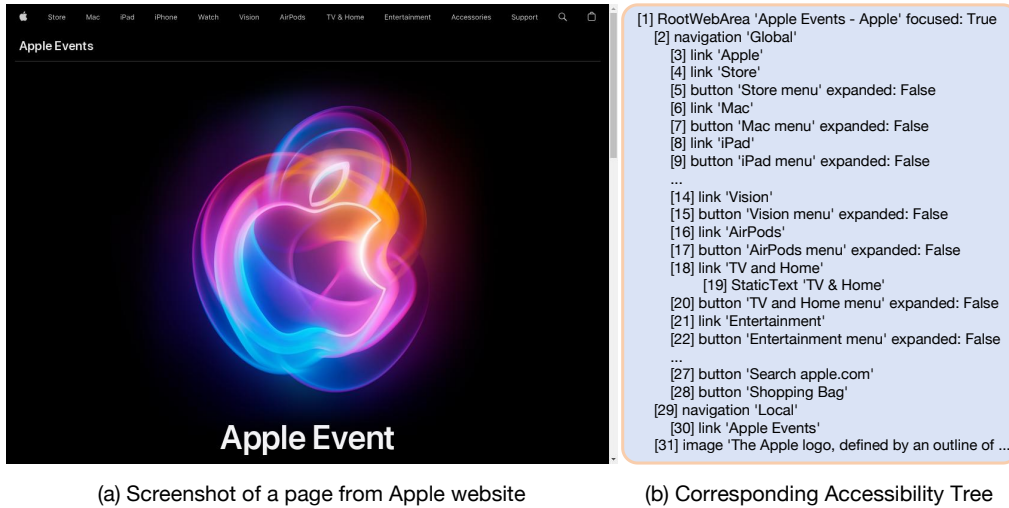 Store Mac iPad iPhone Watch Vision AirPods TV & Home Entertainment Accessories Support
Apple Events
Apple Event
(a) Screenshot of a page from Apple website
[1] RootWebArea 'Apple Events - Apple' focused: True
[2] navigation 'Global'
[3] link 'Apple'
[4] link 'Store'
[5] button 'Store menu' expanded: False
[6] link 'Mac'
[7] button 'Mac menu' expanded: False
[8] link 'iPad'
[9] button 'iPad menu' expanded: False
...
[14] link 'Vision'
[15] button 'Vision menu' expanded: False
[16] link 'AirPods'
[17] button 'AirPods menu' expanded: False
[18] link 'TV and Home'
[19] StaticText 'TV & Home'
[20] button 'TV and Home menu' expanded: False
[21] link 'Entertainment'
[22] button 'Entertainment menu' expanded: False
...
[27] button 'Search apple.com'
[28] button 'Shopping Bag'
[29] navigation 'Local'
[30] link 'Apple Events'
[31] image 'The Apple logo, defined by an outline of ...
(b) Corresponding Accessibility Tree